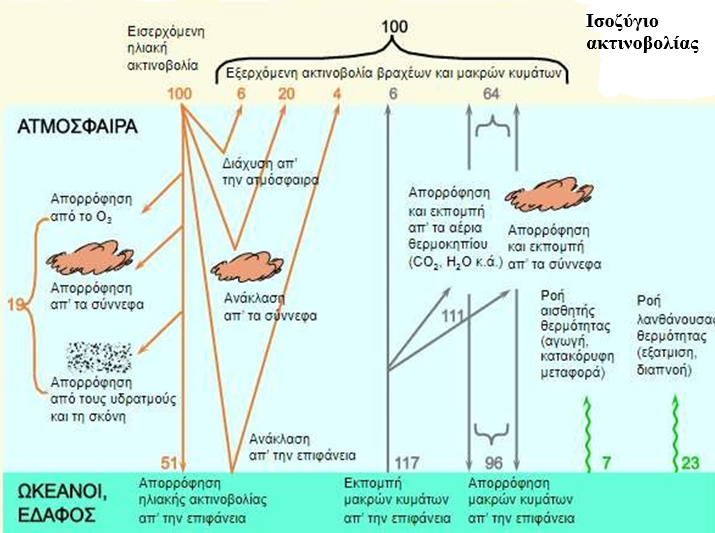 Ισοζύγιο
ακτινοβολίας
Εισερχόμενη
ηλιακή
ακτινοβολία
100
Εξερχόμενη ακτινοβολία βραχέων και μακρών κυμάτων
100 6 20 4 6 64
ΑΤΜΟΣΦΑΙΡΑ
Διάχυση απ'
την ατμόσφαιρα
Απορρόφηση
από το O2
Απορρόφηση
απ' τα σύννεφα
19
Απορρόφηση
από τους υδρατμούς
και τη σκόνη
Ανάκλαση
απ' τα σύννεφα
Ανάκλαση
απ' την επιφάνεια
Απορρόφηση
και εκπομπή
απ' τα αέρια
θερμοκηπίου
(CO2, H2O κ.ά.)
Απορρόφηση
και εκπομπή
απ' τα σύννεφα
111
Ροή
αισθητής
θερμότητας
(αγωγή,
κατακόρυφη
μεταφορά)
Ροή
λανθάνουσας
θερμότητας
(εξατμιση,
διαπνοή)
51 117 96 7 23
ΩΚΕΑΝΟΙ,
ΕΔΑΦΟΣ
Απορρόφηση
ηλιακής ακτινοβολίας
απ' την επιφάνεια
Εκπομπή
μακρών κυμάτων
απ' την επιφάνεια
Απορρόφηση
μακρών κυμάτων
απ' την επιφάνεια